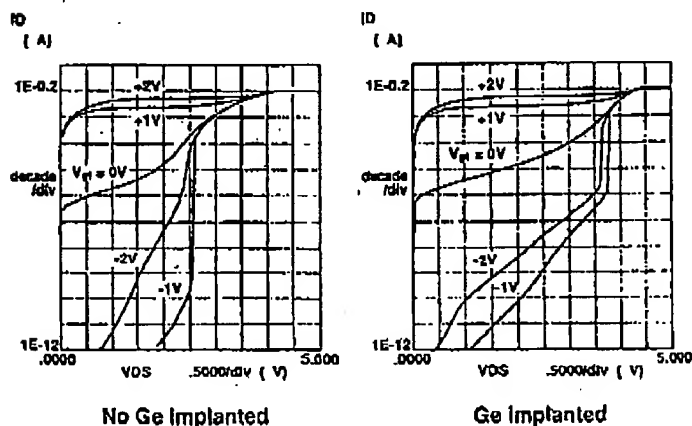 ID
( A)
1E-0.2
+2V
+1V
= 0V
decade
/div
-2V
-1V
1E-12
.0000
5.000
VDS .5000/div ( V)
No Ge Implanted
ID
( A)
1E-0.2
+2V
+1V
= 0V
decade
/div
-2V
-1V
1E-12
.0000
5.000
VDS .5000/div ( V)
Ge Implanted